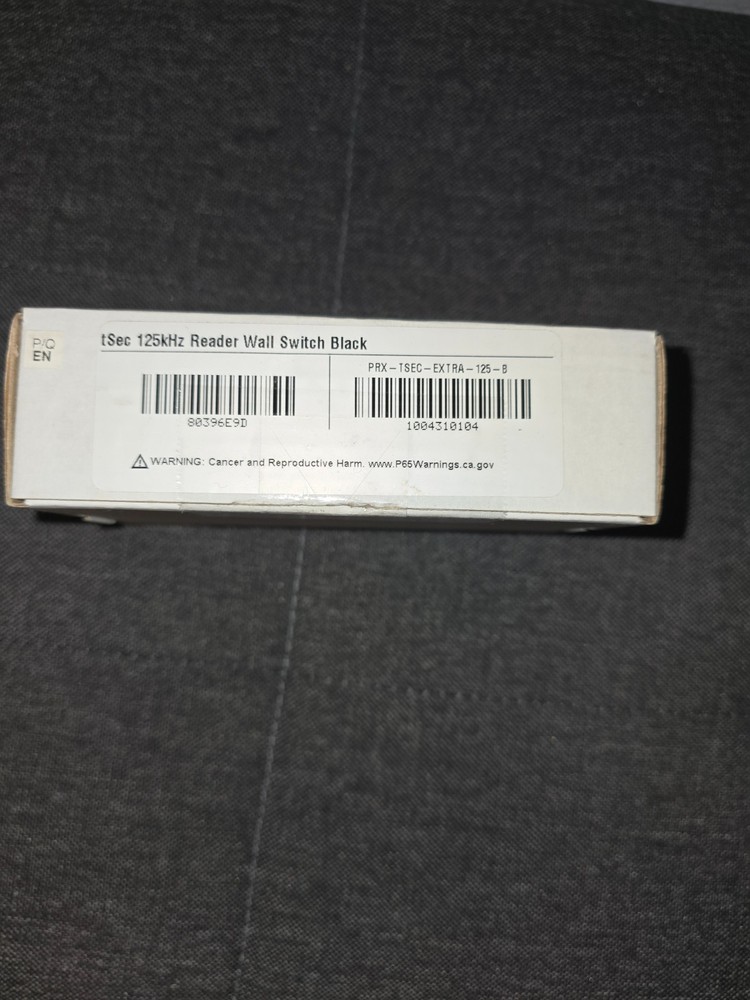 P/Q
EN
tSec 125kHz Reader Wall Switch Black
PRX-TSEC-EXTRA-125-B
80396E9D
1004310104
WARNING: Cancer and Reproductive Harm. www.P65Warnings.ca.gov